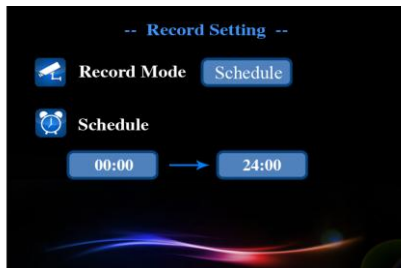 -- Record Setting --
Record Mode Schedule
Schedule
00:00 24:00